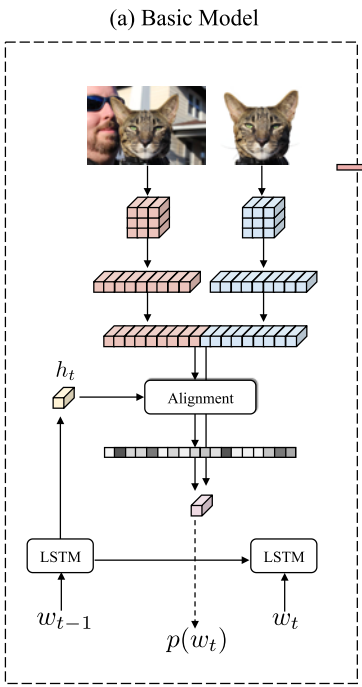 (a) Basic Model
h_t
Alignment
LSTM
LSTM
w_{t-1}
w_t
p(w_t)